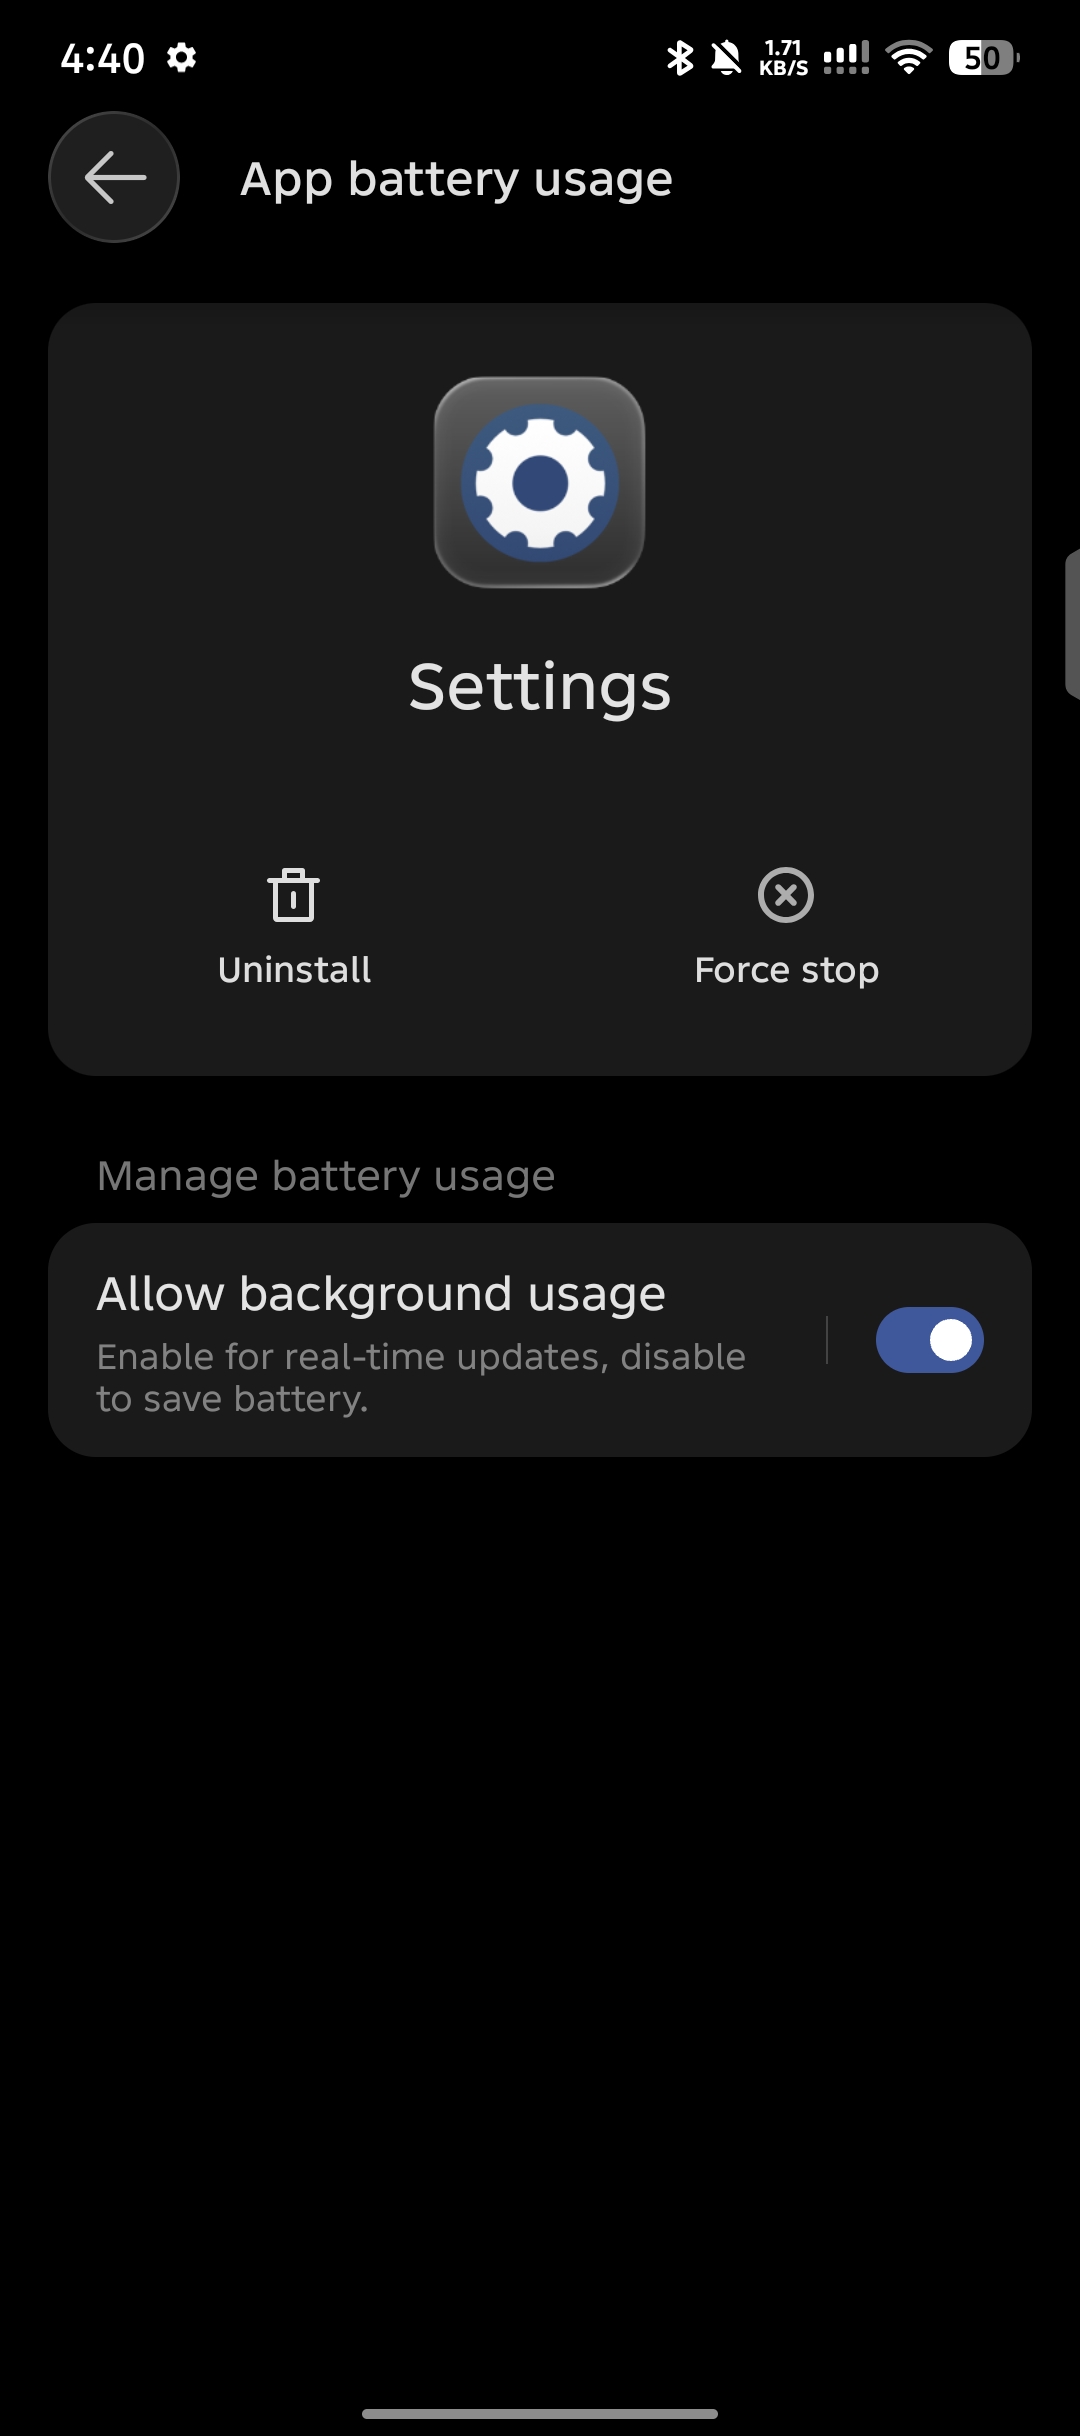 4:40
1.71
KB/S
50
App battery usage
Settings
Uninstall
Force stop
Manage battery usage
Allow background usage
Enable for real-time updates, disable
to save battery.